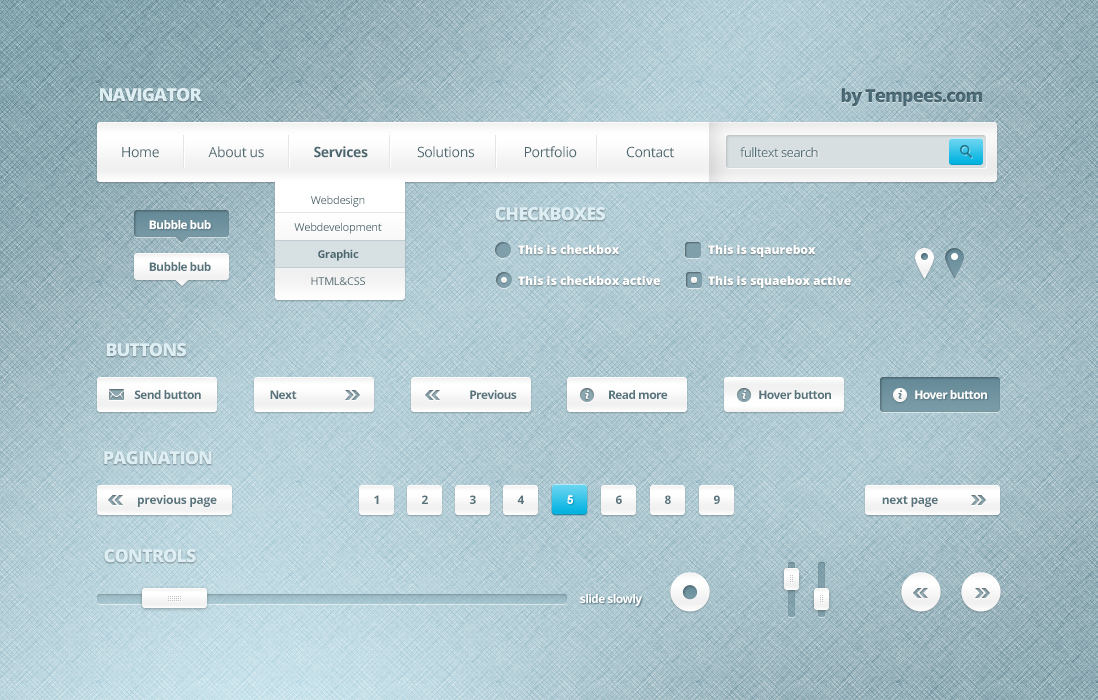 NAVIGATOR
by Tempees.com
Home
About us
Services
Solutions
Portfolio
Contact
fulltext search
Webdesign
Webdevelopment
Graphic
HTML&CSS
Bubble bub
Bubble bub
CHECKBOXES
This is checkbox
This is sqaurebox
This is checkbox active
This is squaebox active
BUTTONS
Send button
Next
Previous
Read more
Hover button
Hover button
PAGINATION
previous page
1
2
3
4
5
6
8
9
next page
CONTROLS
slide slowly